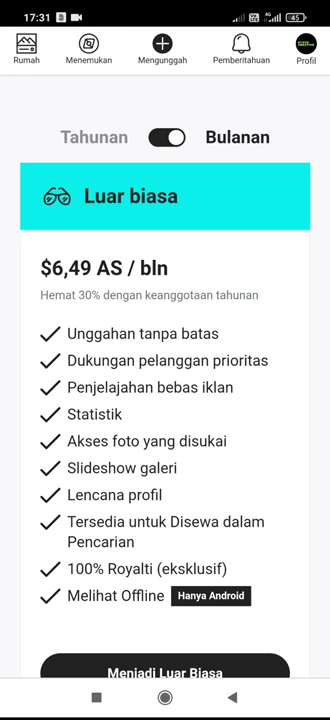 17:31
4G
45
Rumah
Menemukan
Mengunggah
Pemberitahuan
Profil
Tahunan
Bulanan
Luar biasa
$6,49 AS / bln
Hemat 30% dengan keanggotaan tahunan
Unggahan tanpa batas
Dukungan pelanggan prioritas
Penjelajahan bebas iklan
Statistik
Akses foto yang disukai
Slideshow galeri
Lencana profil
Tersedia untuk Disewa dalam
Pencarian
100% Royalti (eksklusif)
Melihat Offline Hanya Android
Menjadi Luar Biasa